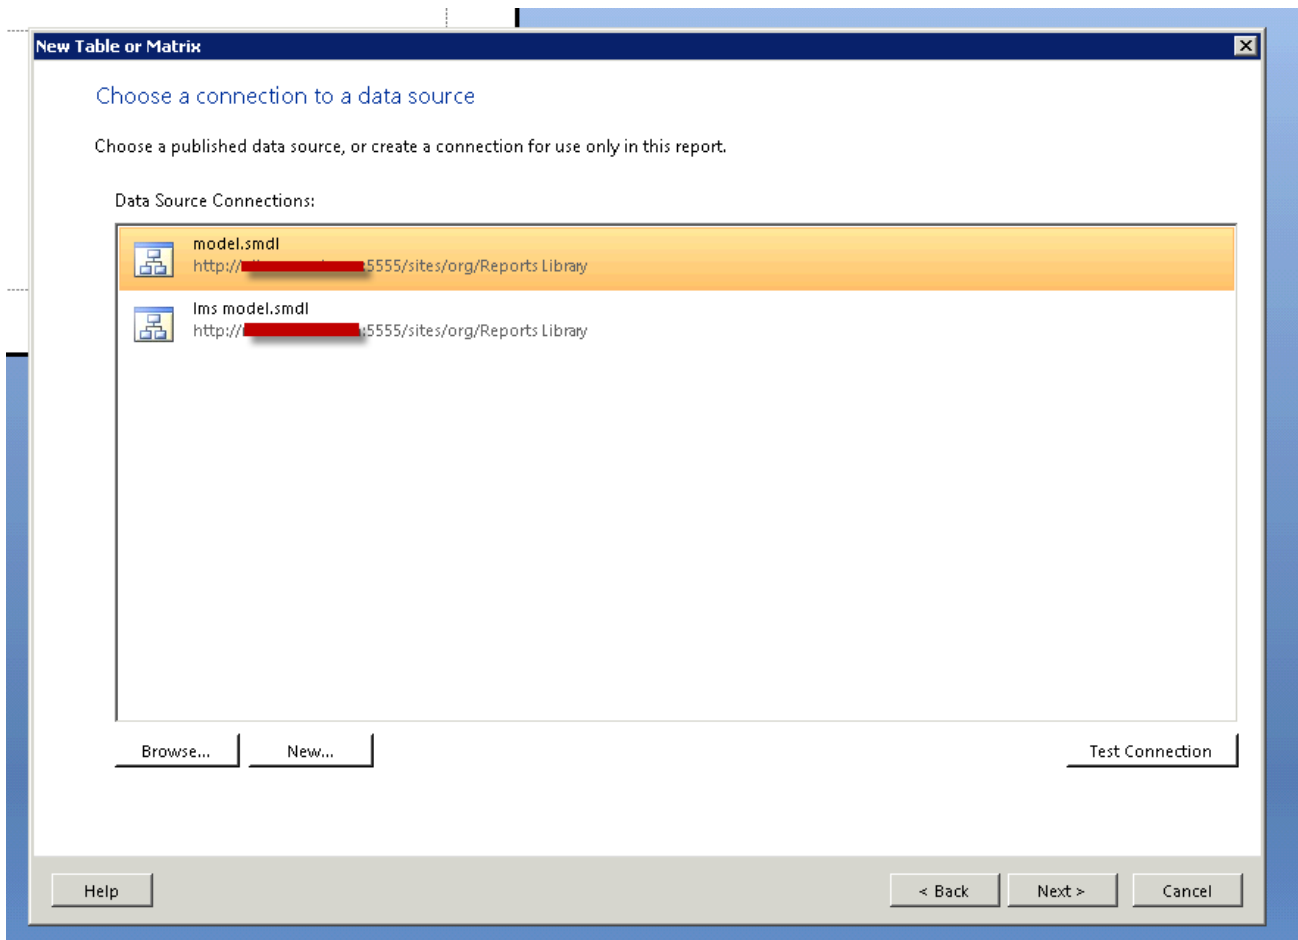 New Table or Matrix
Choose a connection to a data source
Choose a published data source, or create a connection for use only in this report.
Data Source Connections:
model.smdl
http:// :5555/sites/org/Reports Library
lms model.smdl
http:// :5555/sites/org/Reports Library
Browse... New... Test Connection
Help < Back Next > Cancel